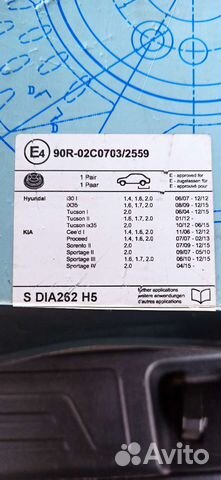 E4 90R-02C0703/2559
1 Pair
1 Paar
E - approved for
E - zugelassen für
E - approuvé pour
Hyundai i30 I 1.4, 1.6, 2.0 06/07 - 12/12
iX35 1.6, 1.7, 2.0 08/09 - 12/15
Tucson I 2.0 06/04 - 12/15
Tucson II 1.6, 1.7, 2.0 01/12 -
Tucson ix35 2.0 10/12 - 06/15
KIA Cee'd I 1.4, 1.6, 2.0 11/06 - 12/12
Proceed 1.4, 1.6, 2.0 07/07 - 02/13
Sorento II 2.0 07/09 - 12/15
Sportage II 2.0 09/07 - 05/10
Sportage III 1.6, 1.7, 2.0 06/10 - 12/15
Sportage IV 2.0 04/15 -
S DIA262 H5
further applications
Avito